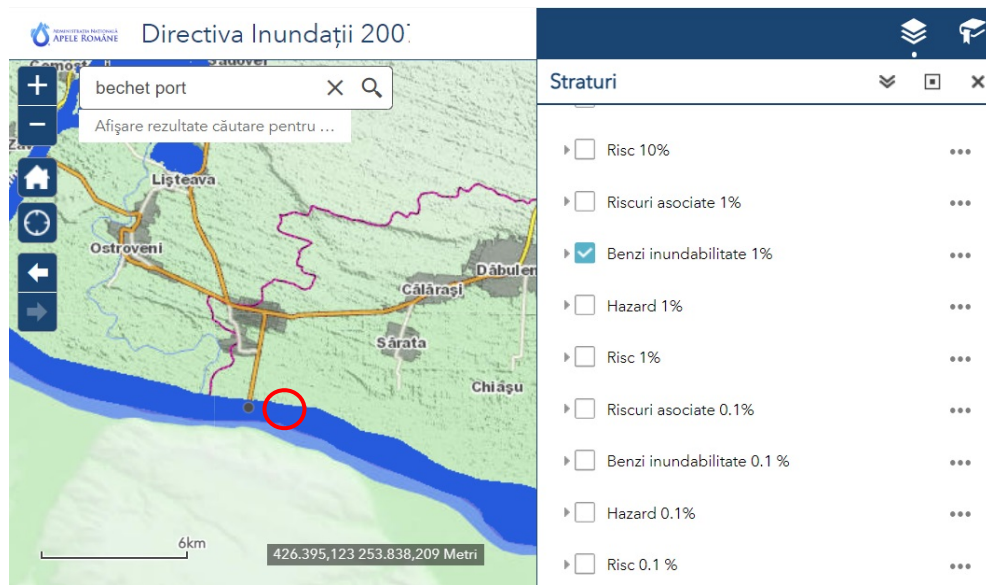 ADMINISTRAȚIA NAȚIONALĂ
APELE ROMÂNE
Directiva Inundații 200
bechet port
Afișare rezultate căutare pentru ...
Lișteava
Ostroveni
Dăbulen
Călărași
Sărata
Chiașu
6km
426.395,123 253.838,209 Metri
Straturi
Risc 10%
Riscuri asociate 1%
Benzi inundabilitate 1%
Hazard 1%
Risc 1%
Riscuri asociate 0.1%
Benzi inundabilitate 0.1 %
Hazard 0.1%
Risc 0.1 %